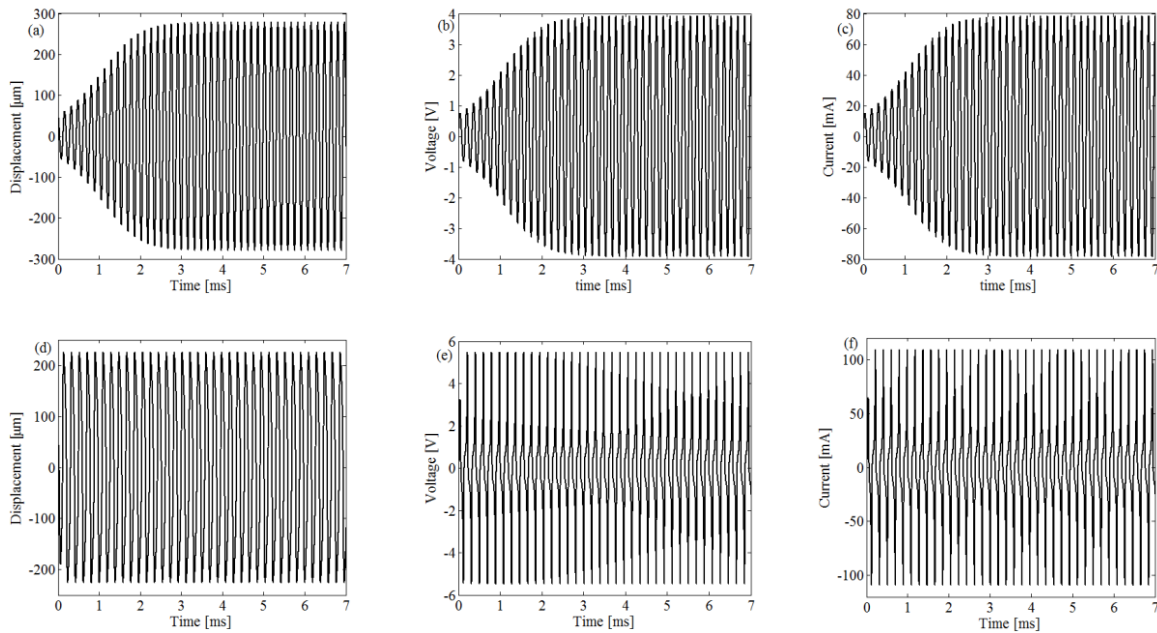 (a)
Displacement [μm]
300
200
100
0
-100
-200
-300
0 1 2 3 4 5 6 7
Time [ms]
(b)
Voltage [V]
4
3
2
1
0
-1
-2
-3
-4
0 1 2 3 4 5 6 7
time [ms]
(c)
Current [mA]
80
60
40
20
0
-20
-40
-60
-80
0 1 2 3 4 5 6 7
time [ms]
(d)
Displacement [μm]
200
100
0
-100
-200
0 1 2 3 4 5 6 7
Time [ms]
(e)
Voltage [V]
6
4
2
0
-2
-4
-6
0 1 2 3 4 5 6 7
Time [ms]
(f)
Current [mA]
100
50
0
-50
-100
0 1 2 3 4 5 6 7
Time [ms]